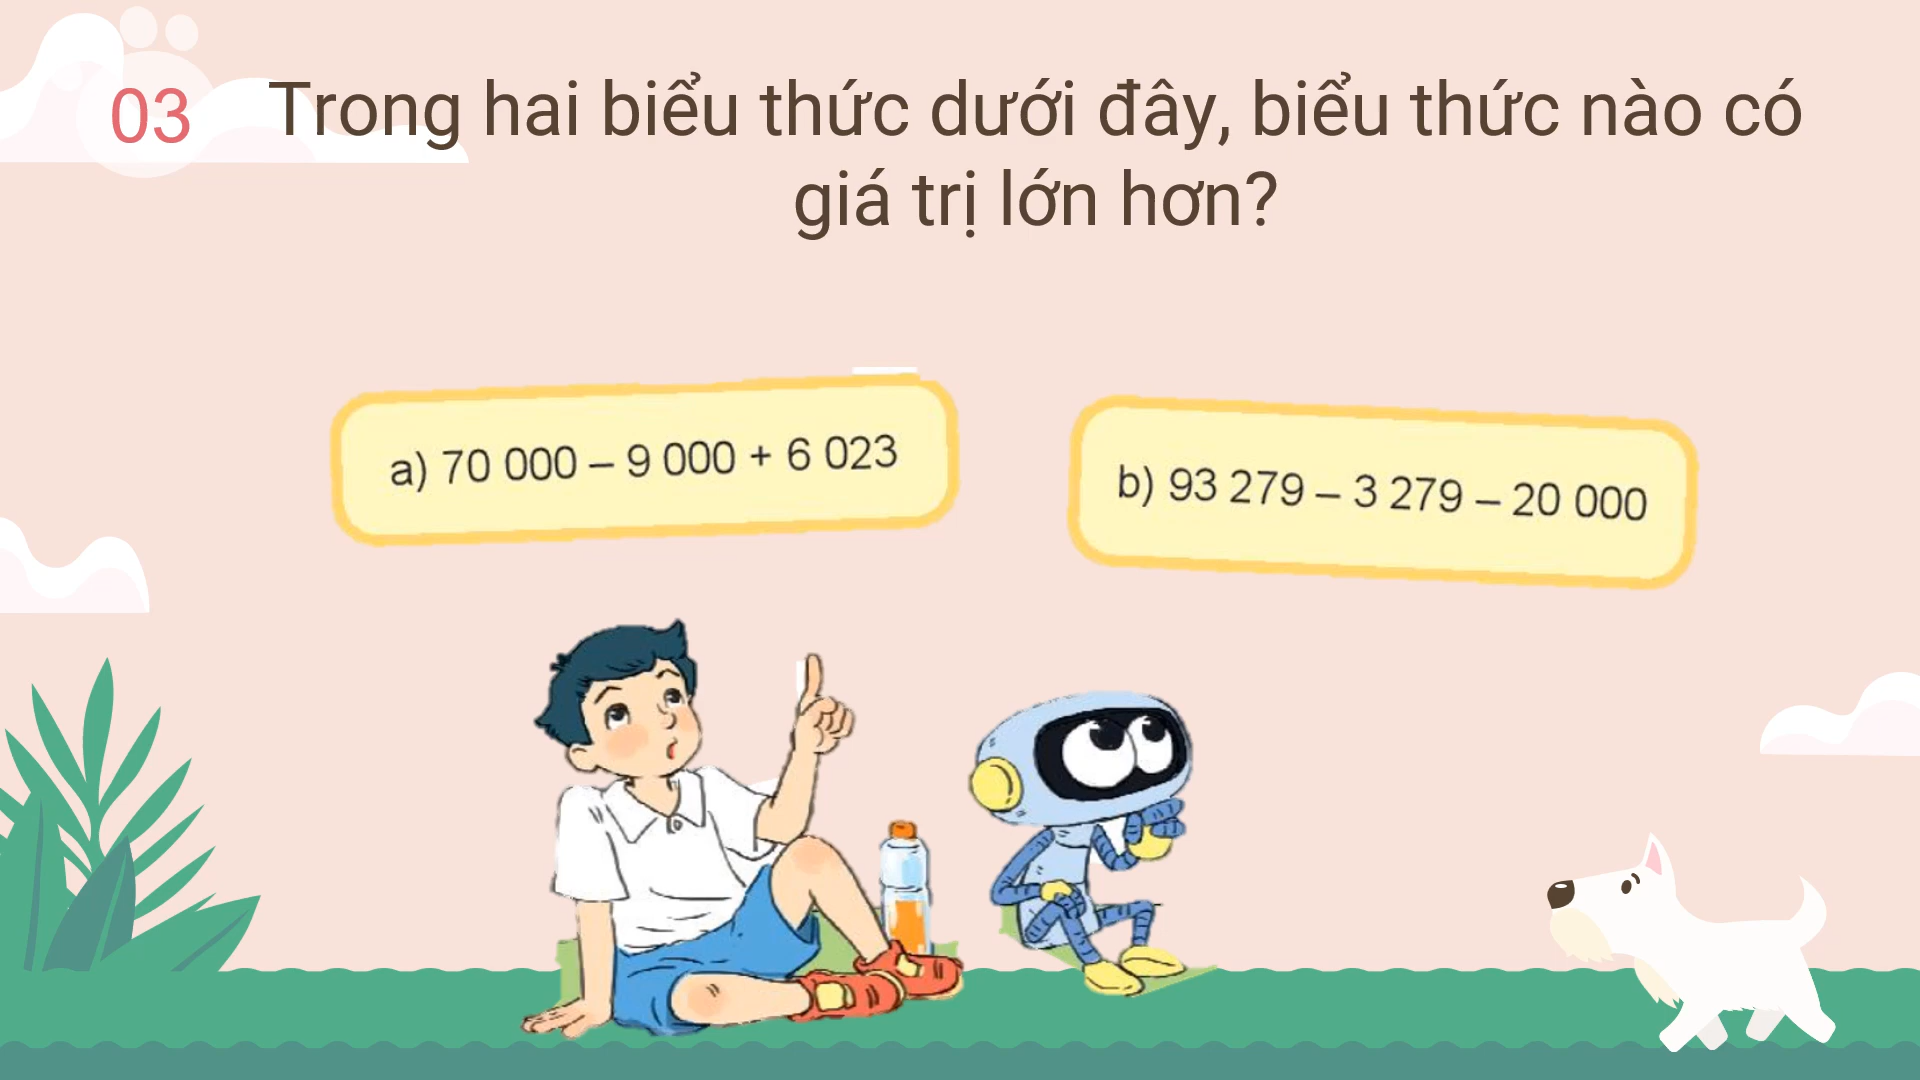 03
Trong hai biểu thức dưới đây, biểu thức nào có
giá trị lớn hơn?
a) 70 000 – 9 000 + 6 023
b) 93 279 – 3 279 – 20 000